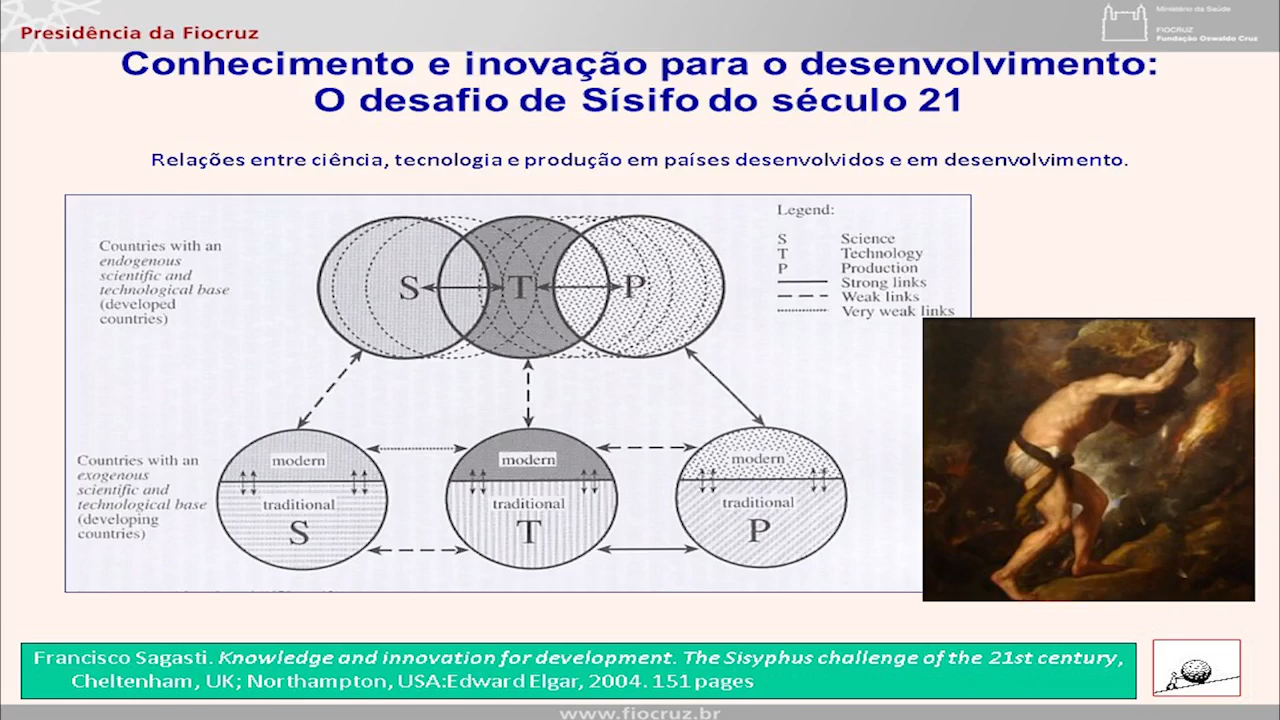 Presidência da Fiocruz
Ministério da Saúde
FIOCRUZ
Fundação Oswaldo Cruz
Conhecimento e inovação para o desenvolvimento:
O desafio de Sísifo do século 21
Relações entre ciência, tecnologia e produção em países desenvolvidos e em desenvolvimento.
Countries with an
endogenous
scientific and
technological base
(developed
countries)
S T P
Legend:
S Science
T Technology
P Production
Strong links
Weak links
Very weak links
Countries with an
exogenous
scientific and
technological base
(developing
countries)
modern
traditional
S
modern
traditional
T
modern
traditional
P
Francisco Sagasti. Knowledge and innovation for development. The Sisyphus challenge of the 21st century,
Cheltenham, UK; Northampton, USA:Edward Elgar, 2004. 151 pages
www.fiocruz.br